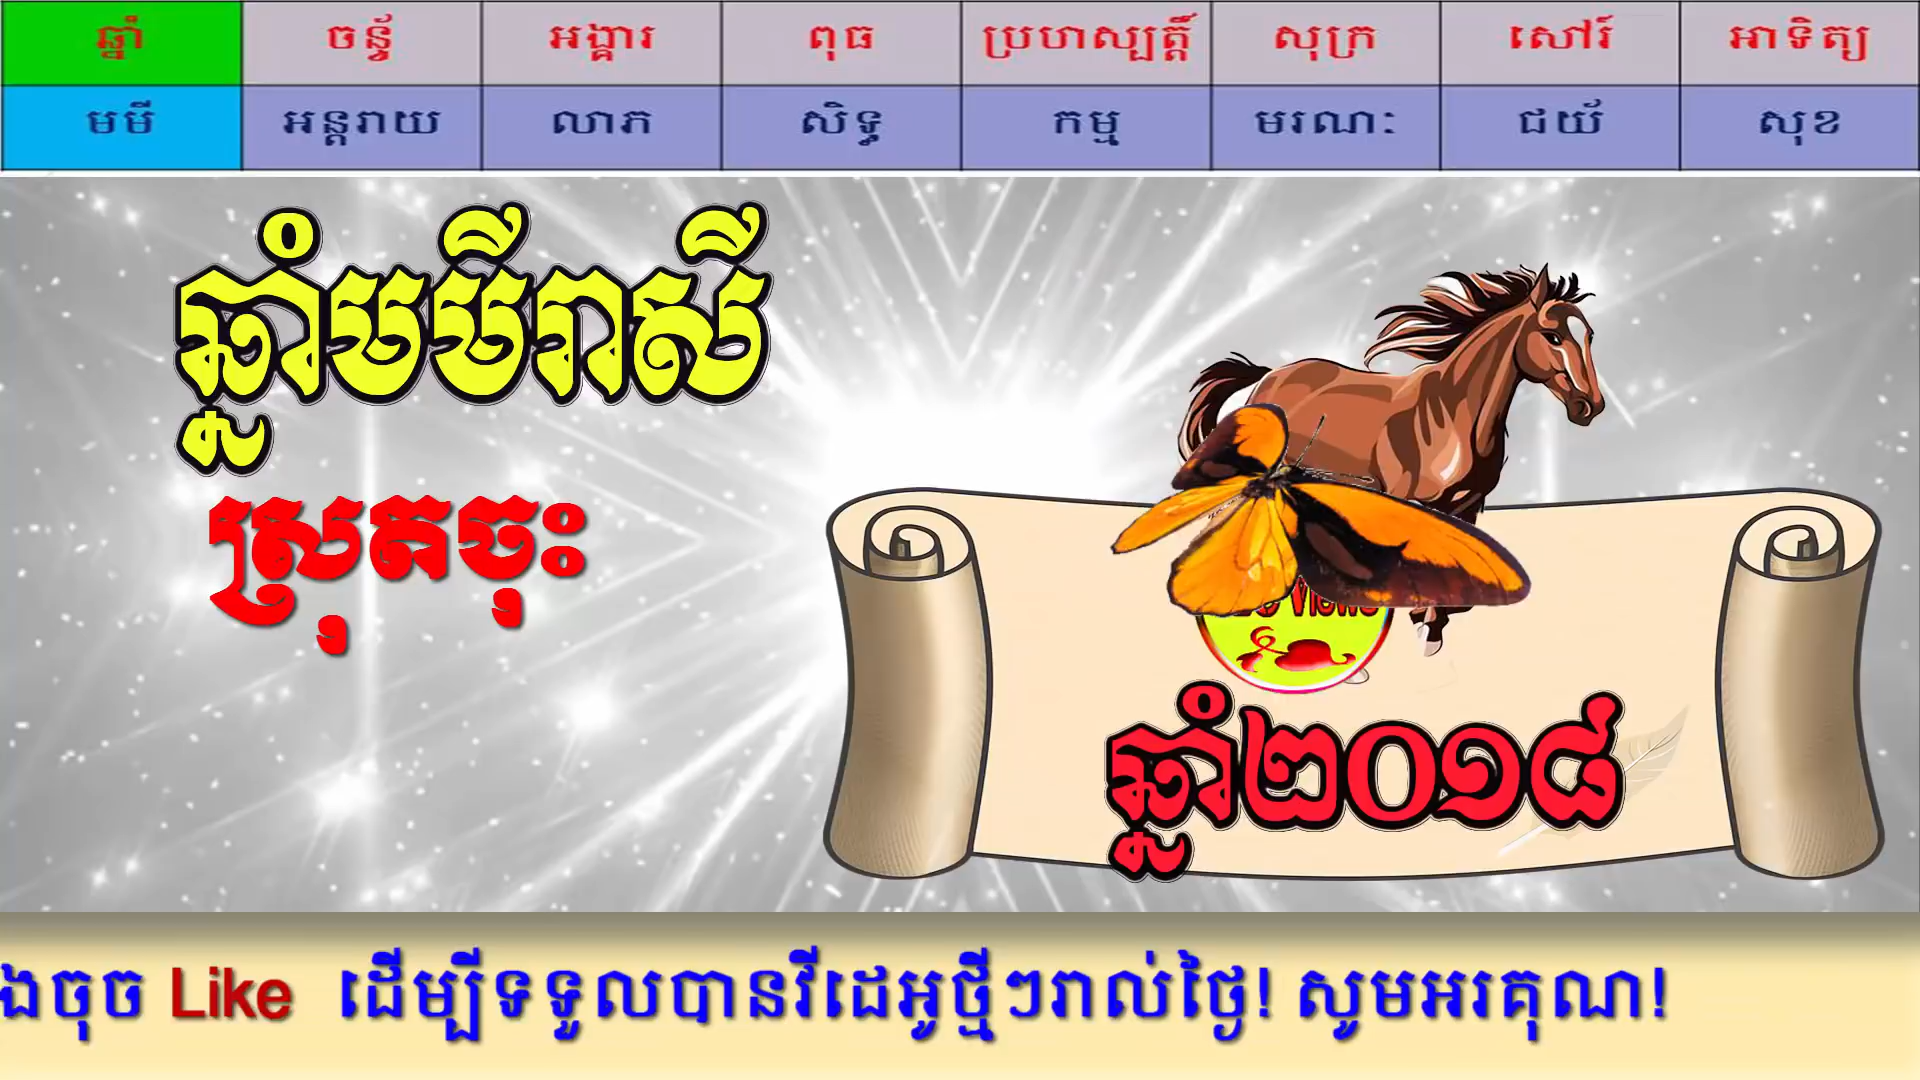 ឆ្នាំ ចន្ទ័ អង្គារ ពុធ ប្រហស្បត្តិ៍ សុក្រ សៅរ៍ អាទិត្យ
មមី អន្តរាយ លាភ សិទ្ធ កម្ម មរណៈ ជយ័ សុខ
ឆ្នាំមមីរាសី
ស្រុតចុះ
Views
ឆ្នាំ២០១៨
ងចុច Like ដើម្បីទទួលបានវីដេអូថ្មីៗរាល់ថ្ងៃ! សូមអរគុណ!